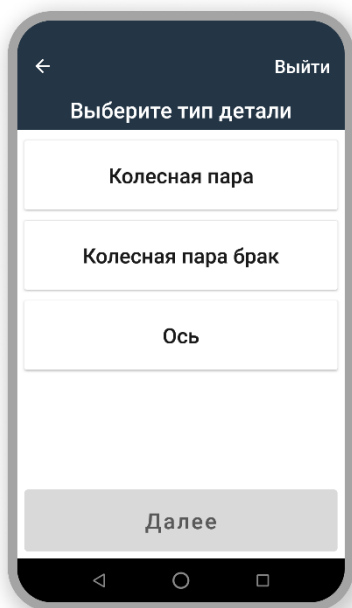 Выйти
Выберите тип детали
Колесная пара
Колесная пара брак
Ось
Далее